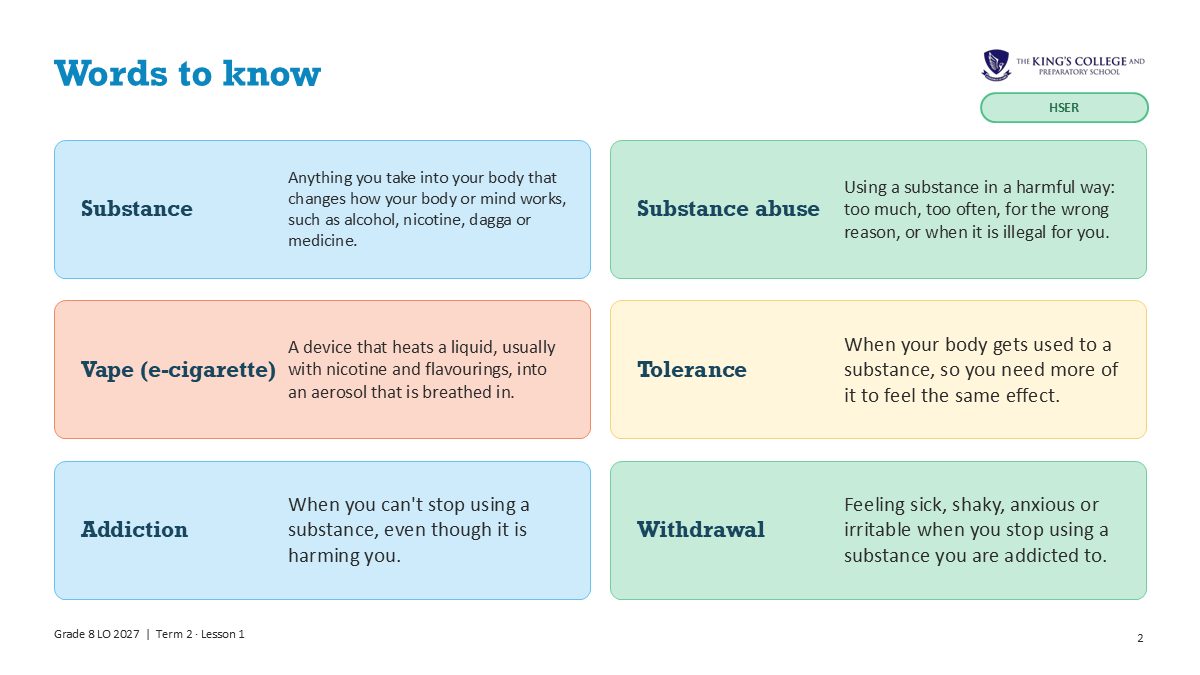 Words to know
THE KING'S COLLEGE AND
PREPARATORY SCHOOL
HSER
Substance
Anything you take into your body that
changes how your body or mind works,
such as alcohol, nicotine, dagga or
medicine.
Substance abuse
Using a substance in a harmful way:
too much, too often, for the wrong
reason, or when it is illegal for you.
Vape (e-cigarette)
A device that heats a liquid, usually
with nicotine and flavourings, into
an aerosol that is breathed in.
Tolerance
When your body gets used to a
substance, so you need more of
it to feel the same effect.
Addiction
When you can't stop using a
substance, even though it is
harming you.
Withdrawal
Feeling sick, shaky, anxious or
irritable when you stop using a
substance you are addicted to.
Grade 8 LO 2027 | Term 2 · Lesson 1
2